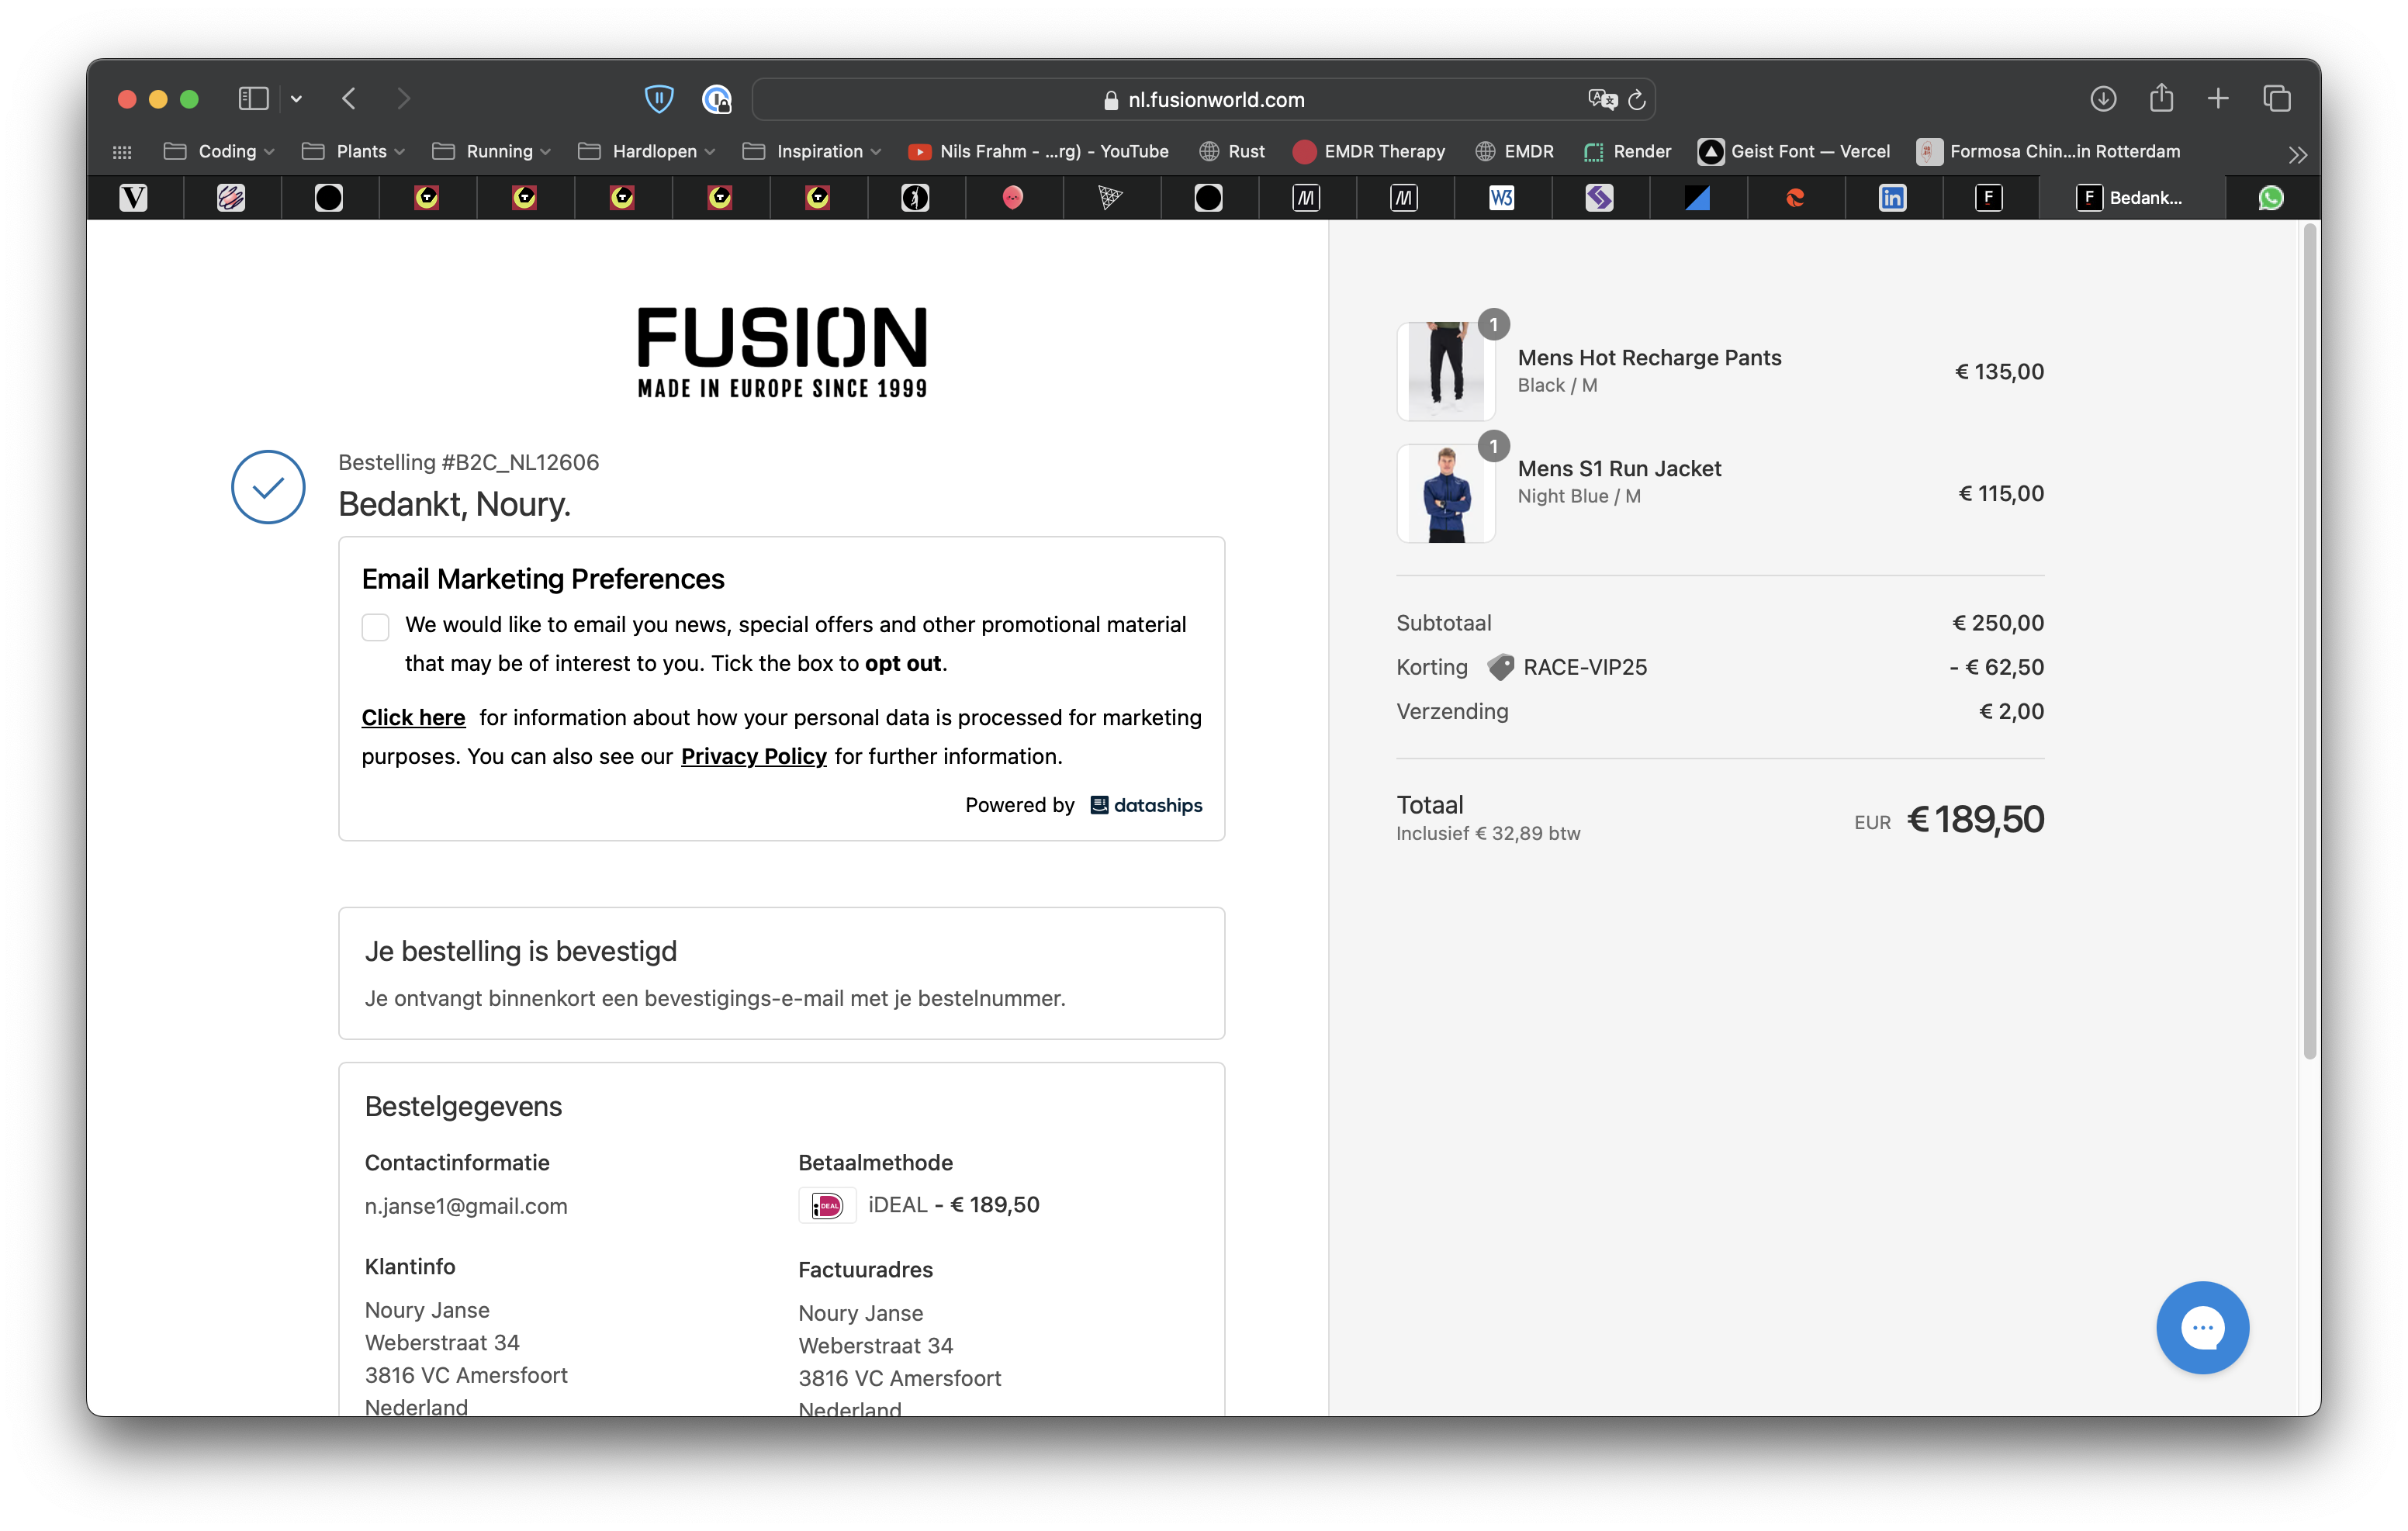 nl.fusionworld.com
Coding
Plants
Running
Hardlopen
Inspiration
Nils Frahm - ...rg) - YouTube
Rust
EMDR Therapy
EMDR
Render
Geist Font — Vercel
Formosa Chin...in Rotterdam
Bedank...
FUSION
MADE IN EUROPE SINCE 1999
Bestelling #B2C_NL12606
Bedankt, Noury.
Email Marketing Preferences
We would like to email you news, special offers and other promotional material
that may be of interest to you. Tick the box to opt out.
Click here for information about how your personal data is processed for marketing
purposes. You can also see our Privacy Policy for further information.
Powered by dataships
Je bestelling is bevestigd
Je ontvangt binnenkort een bevestigings-e-mail met je bestelnummer.
Bestelgegevens
Contactinformatie
n.janse1@gmail.com
Betaalmethode
iDEAL - € 189,50
Klantinfo
Noury Janse
Weberstraat 34
3816 VC Amersfoort
Nederland
Factuuradres
Noury Janse
Weberstraat 34
3816 VC Amersfoort
Nederland
1
Mens Hot Recharge Pants
Black / M
€ 135,00
1
Mens S1 Run Jacket
Night Blue / M
€ 115,00
Subtotaal € 250,00
Korting RACE-VIP25 - € 62,50
Verzending € 2,00
Totaal
Inclusief € 32,89 btw
EUR € 189,50